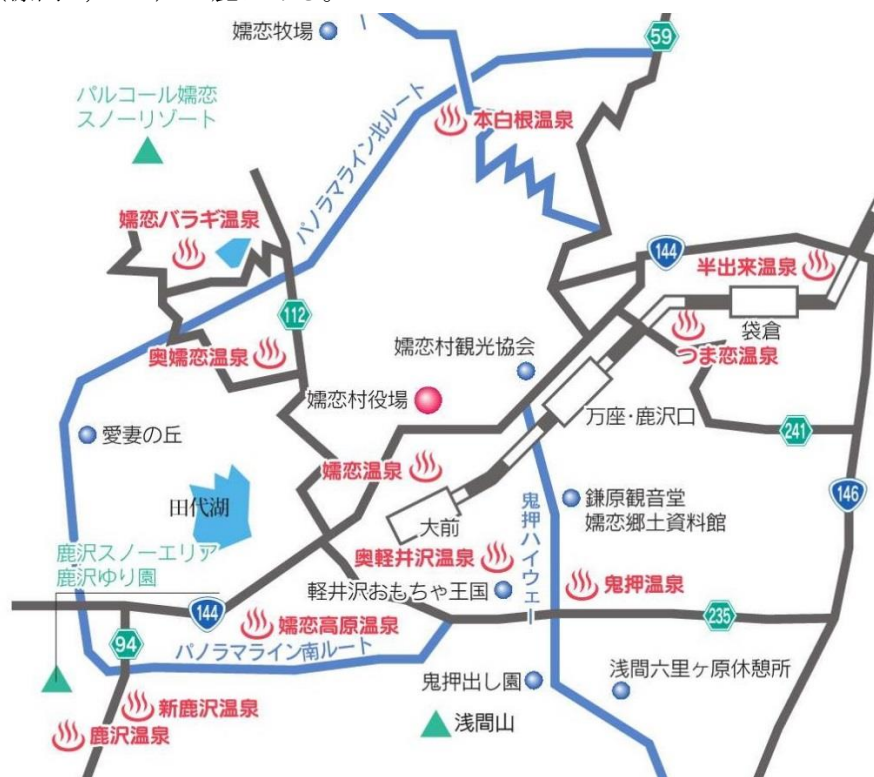 嬬恋牧場
59
パルコール嬬恋
スノーリゾート
本白根温泉
パノラマライン北ルート
嬬恋バラギ温泉
144
半出来温泉
112
袋倉
奥嬬恋温泉
嬬恋村観光協会
つま恋温泉
嬬恋村役場
万座・鹿沢口
愛妻の丘
241
嬬恋温泉
146
田代湖
大前
鬼押ハイウェー
鎌原観音堂
嬬恋郷土資料館
鹿沢スノーエリア
鹿沢ゆり園
奥軽井沢温泉
軽井沢おもちゃ王国
鬼押温泉
144
嬬恋高原温泉
235
94
パノラマライン南ルート
鬼押出し園
浅間六里ヶ原休憩所
新鹿沢温泉
鹿沢温泉
浅間山